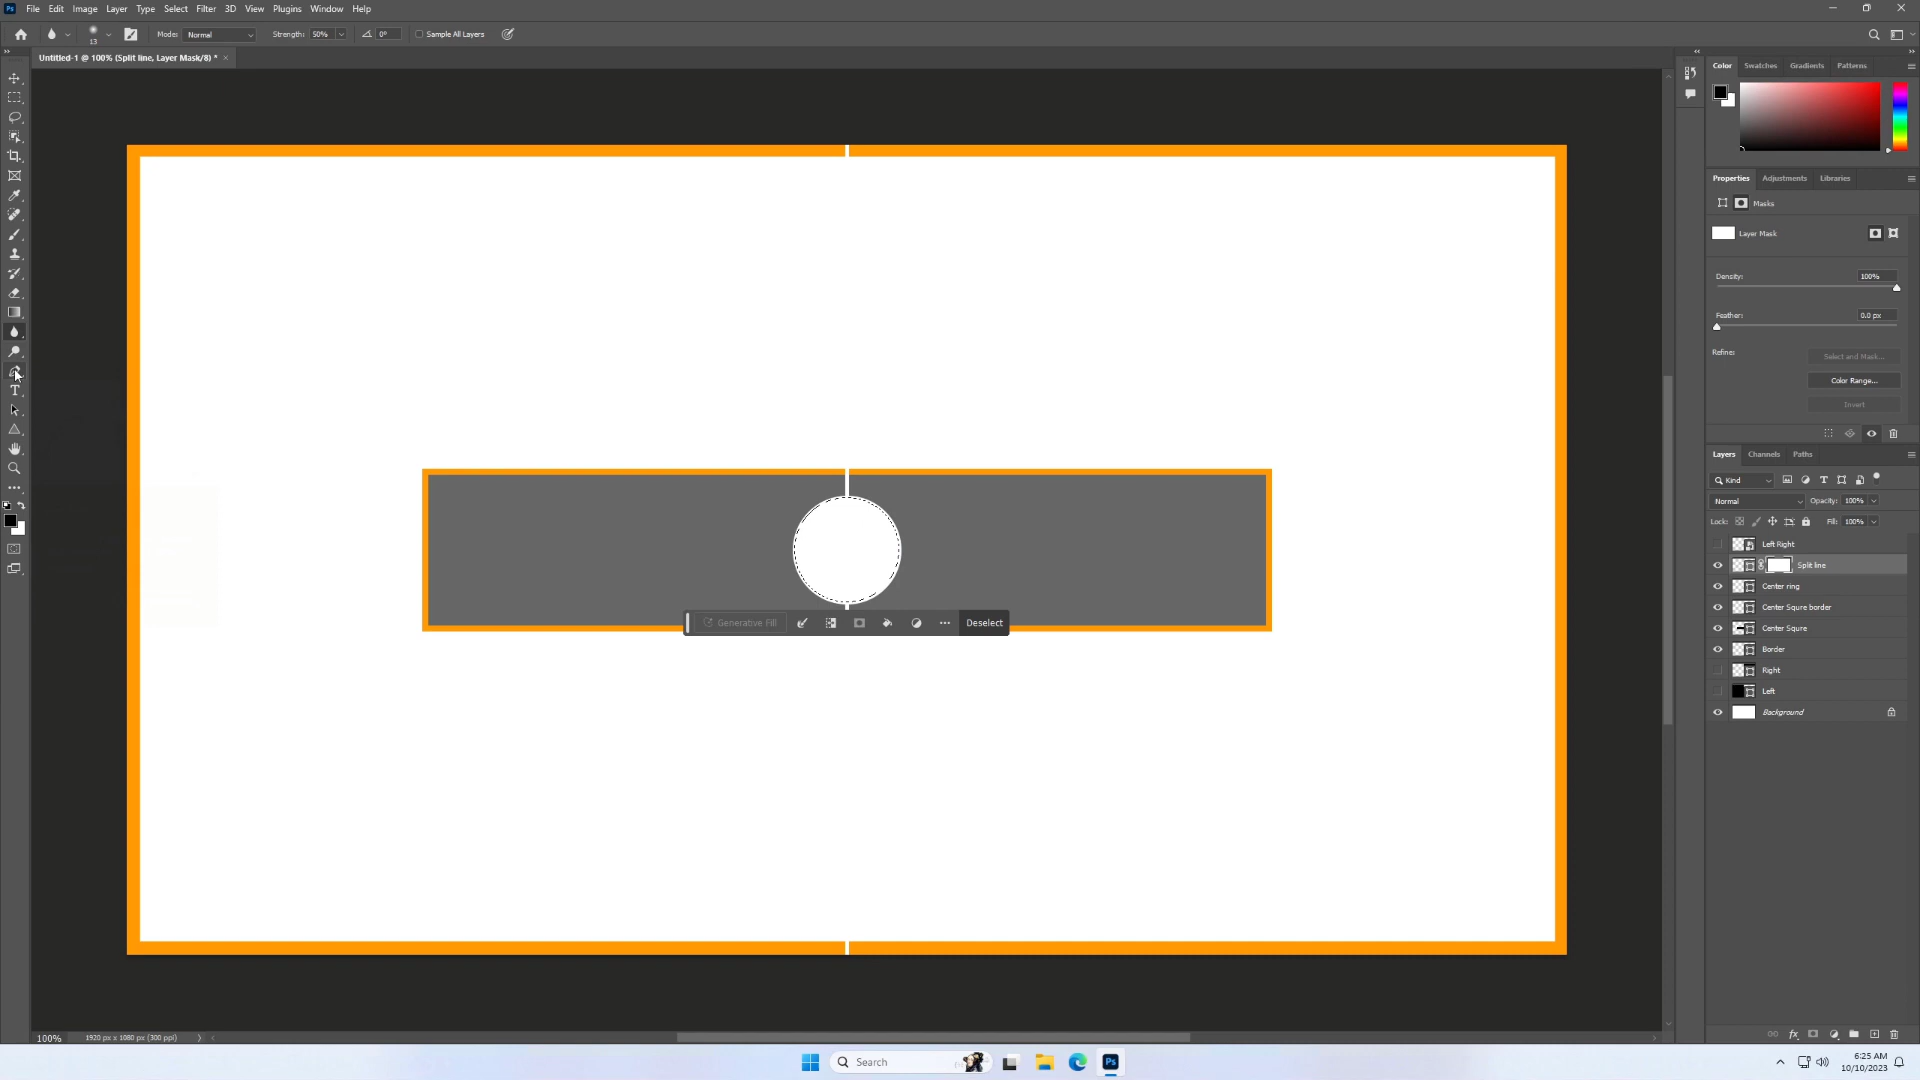 Ps File Edit Image Layer Type Select Filter 3D View Plugins Window Help
13 Mode: Normal Strength: 50% 0° Sample All Layers
Untitled-1 @ 100% (Split line, Layer Mask/8) * ×
Color Swatches Gradients Patterns
Properties Adjustments Libraries
Masks
Layer Mask
Density: 100%
Feather: 0.0 px
Refine: Select and Mask...
Color Range...
Invert
Layers Channels Paths
Kind
Normal Opacity: 100%
Lock: Fill: 100%
Left Right
Split line
Center ring
Center Squre border
Center Squre
Border
Right
Left
Background
Generative Fill Deselect
100% 1920 px x 1080 px (300 ppi)
Search Ps
6:25 AM
10/10/2023